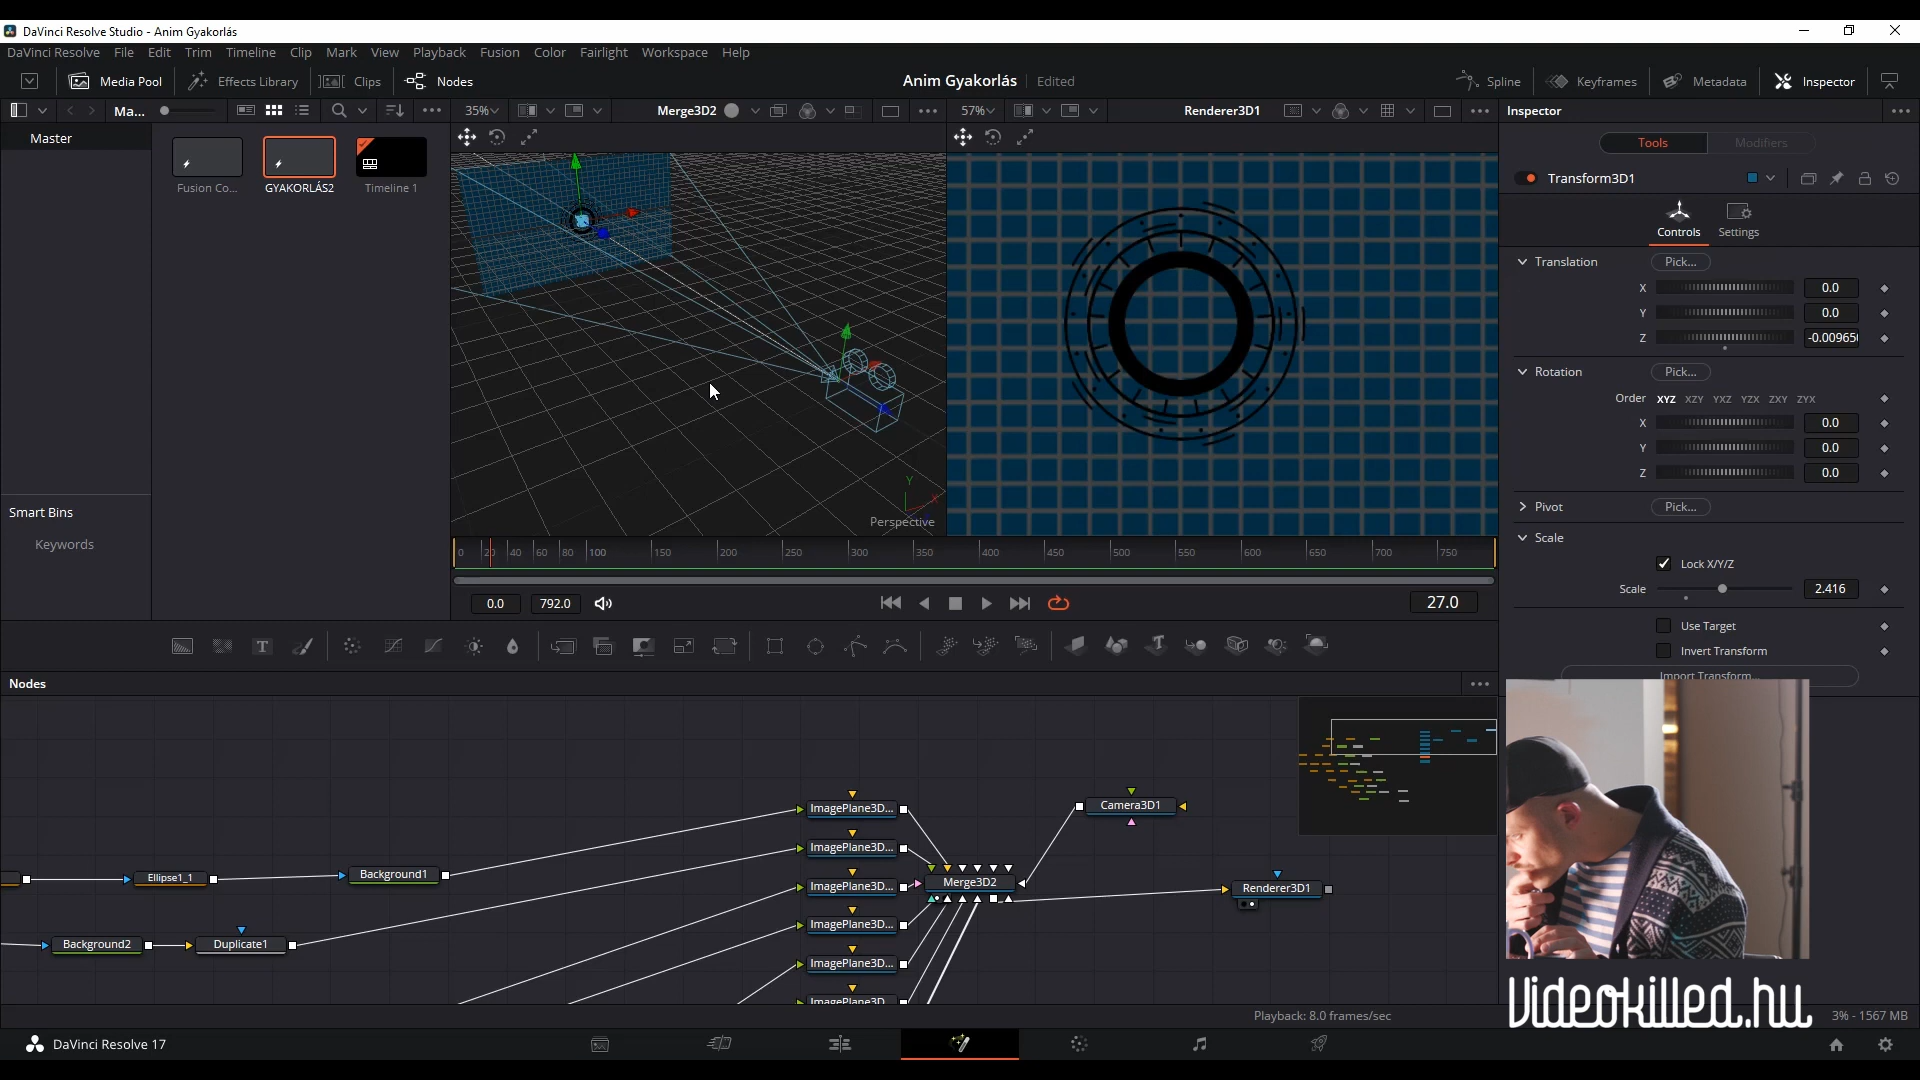 DaVinci Resolve Studio - Anim Gyakorlás
DaVinci Resolve File Edit Trim Timeline Clip Mark View Playback Fusion Color Fairlight Workspace Help
Media Pool Effects Library Clips Nodes Anim Gyakorlás Edited Spline Keyframes Metadata Inspector
Ma... 35% Merge3D2 57% Renderer3D1 Inspector
Master
Tools Modifiers
Fusion Co... GYAKORLÁS2 Timeline 1
Transform3D1
Controls Settings
Translation Pick...
X 0.0
Y 0.0
Z -0.00965
Rotation Pick...
Order XYZ XZY YXZ YZX ZXY ZYX
X 0.0
Y 0.0
Z 0.0
Pivot Pick...
Scale
Lock X/Y/Z
Scale 2.416
Use Target
Invert Transform
Import Transform...
Y
X
Perspective
Smart Bins
Keywords
0 20 40 60 80 100 150 200 250 300 350 400 450 500 550 600 650 700 750
0.0 792.0 27.0
Nodes
ImagePlane3D... Camera3D1
ImagePlane3D...
Ellipse1_1 Background1 ImagePlane3D... Merge3D2 Renderer3D1
ImagePlane3D...
Background2 Duplicate1
ImagePlane3D...
ImagePlane3D
Videokilled.hu
Playback: 8.0 frames/sec 3% - 1567 MB
DaVinci Resolve 17